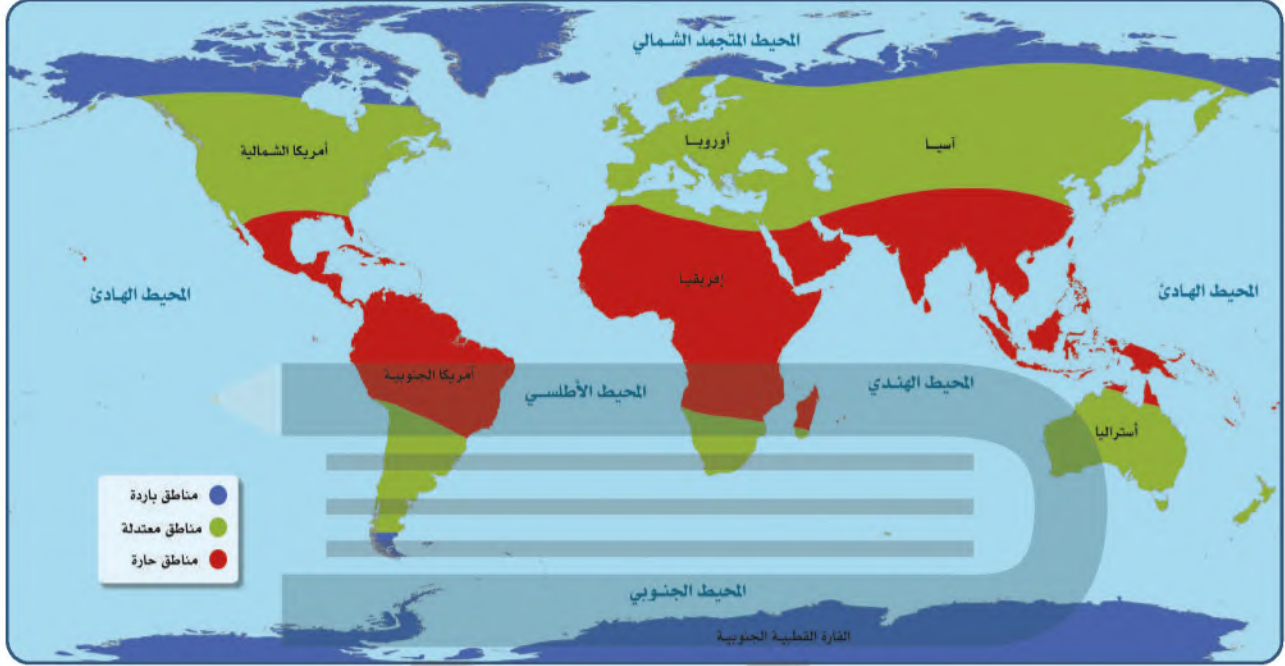 المحيط المتجمد الشمالي
أوروبا
آسيا
أمريكا الشمالية
إفريقيا
المحيط الهادئ
المحيط الهادئ
أمريكا الجنوبية
المحيط الأطلسي
المحيط الهندي
أستراليا
مناطق باردة
مناطق معتدلة
مناطق حارة
المحيط الجنوبي
القارة القطبية الجنوبية